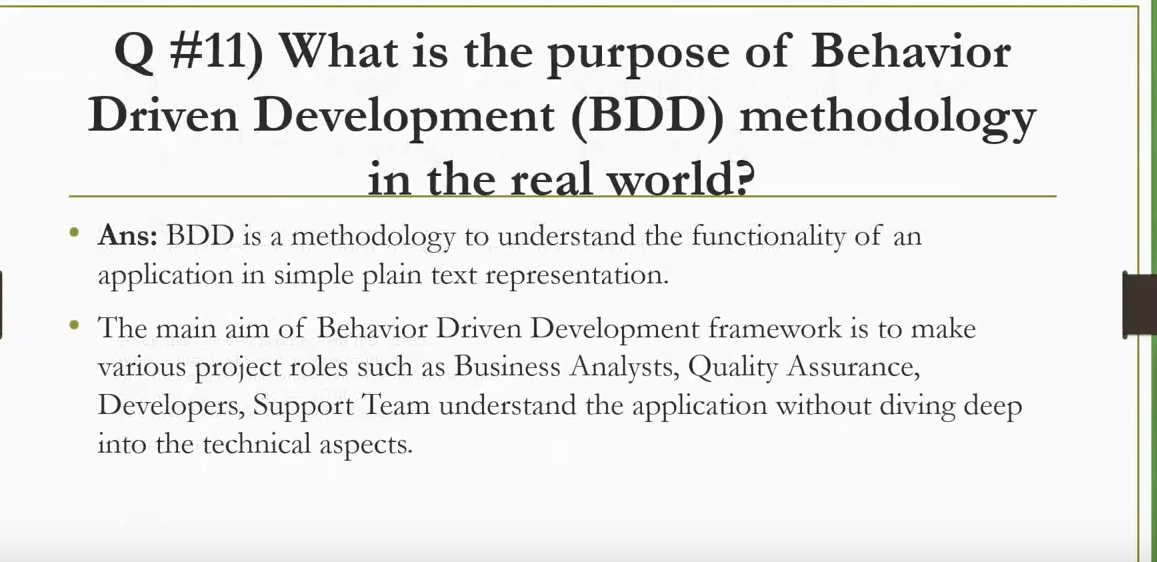 Q #11) What is the purpose of Behavior
Driven Development (BDD) methodology
in the real world?
• Ans: BDD is a methodology to understand the functionality of an
application in simple plain text representation.
• The main aim of Behavior Driven Development framework is to make
various project roles such as Business Analysts, Quality Assurance,
Developers, Support Team understand the application without diving deep
into the technical aspects.